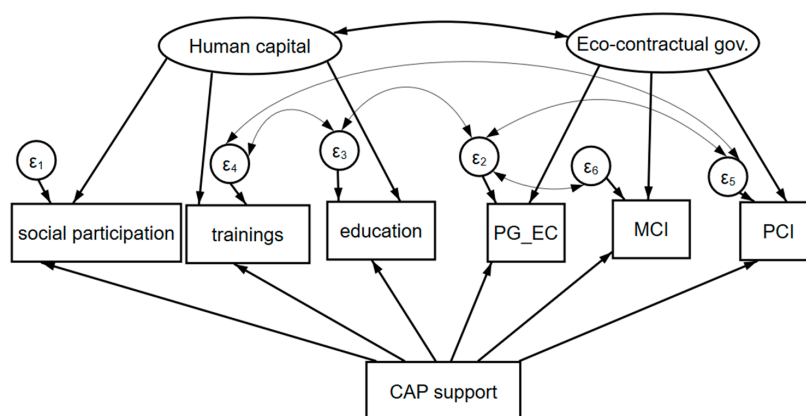 Human capital
Eco-contractual gov.
ε1
ε4
ε3
ε2
ε6
ε5
social participation
trainings
education
PG_EC
MCI
PCI
CAP support